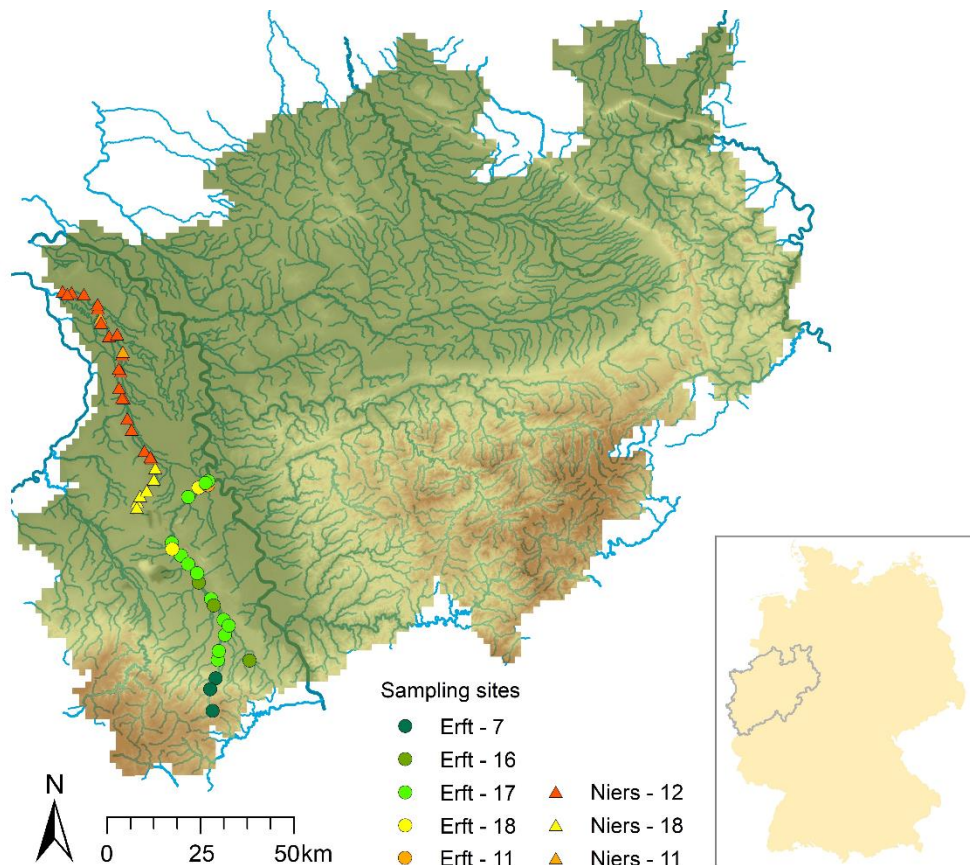 Sampling sites
Erft - 7
Erft - 16
Erft - 17
Erft - 18
Erft - 11
Niers - 12
Niers - 18
Niers - 11
N
0 25 50km